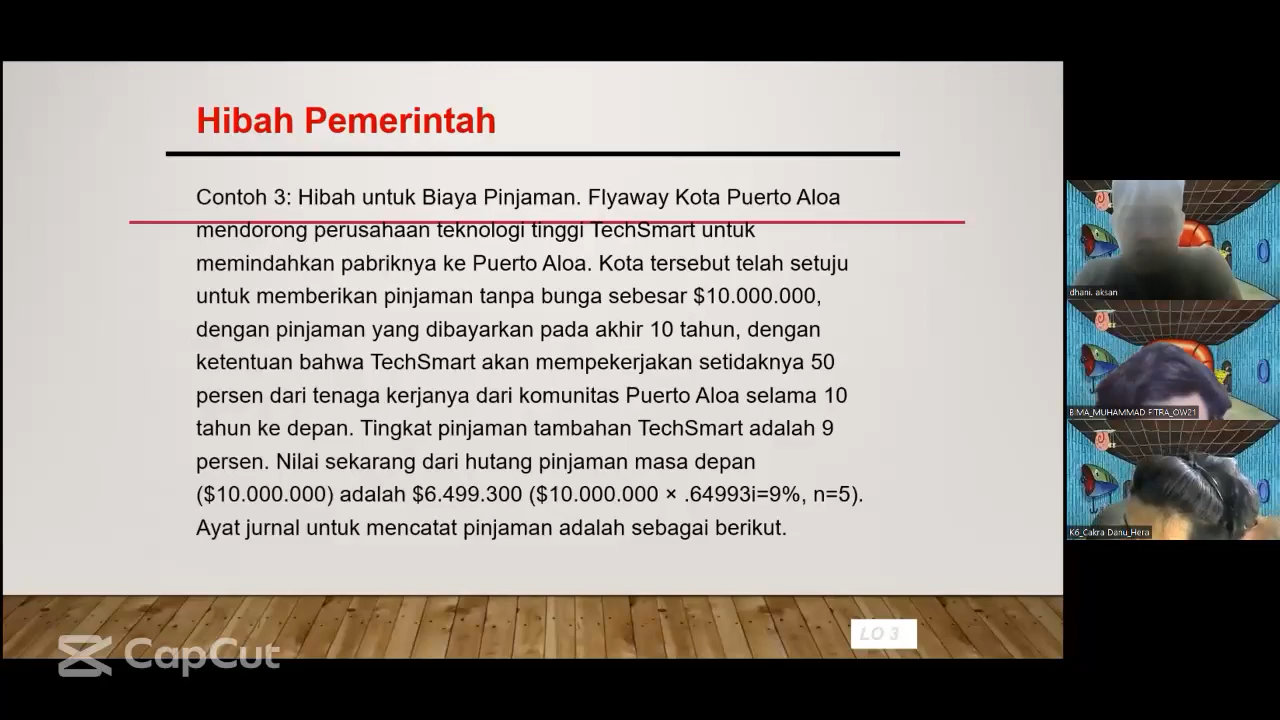 Hibah Pemerintah
Contoh 3: Hibah untuk Biaya Pinjaman. Flyaway Kota Puerto Aloa
mendorong perusahaan teknologi tinggi TechSmart untuk
memindahkan pabriknya ke Puerto Aloa. Kota tersebut telah setuju
untuk memberikan pinjaman tanpa bunga sebesar $10.000.000,
dengan pinjaman yang dibayarkan pada akhir 10 tahun, dengan
ketentuan bahwa TechSmart akan mempekerjakan setidaknya 50
persen dari tenaga kerjanya dari komunitas Puerto Aloa selama 10
tahun ke depan. Tingkat pinjaman tambahan TechSmart adalah 9
persen. Nilai sekarang dari hutang pinjaman masa depan
($10.000.000) adalah $6.499.300 ($10.000.000 × .64993i=9%, n=5).
Ayat jurnal untuk mencatat pinjaman adalah sebagai berikut.
LO 3
CapCut
dhani. aksan
BIMA_MUHAMMAD FITRA_OW21
K6_Cakra Danu_Hera